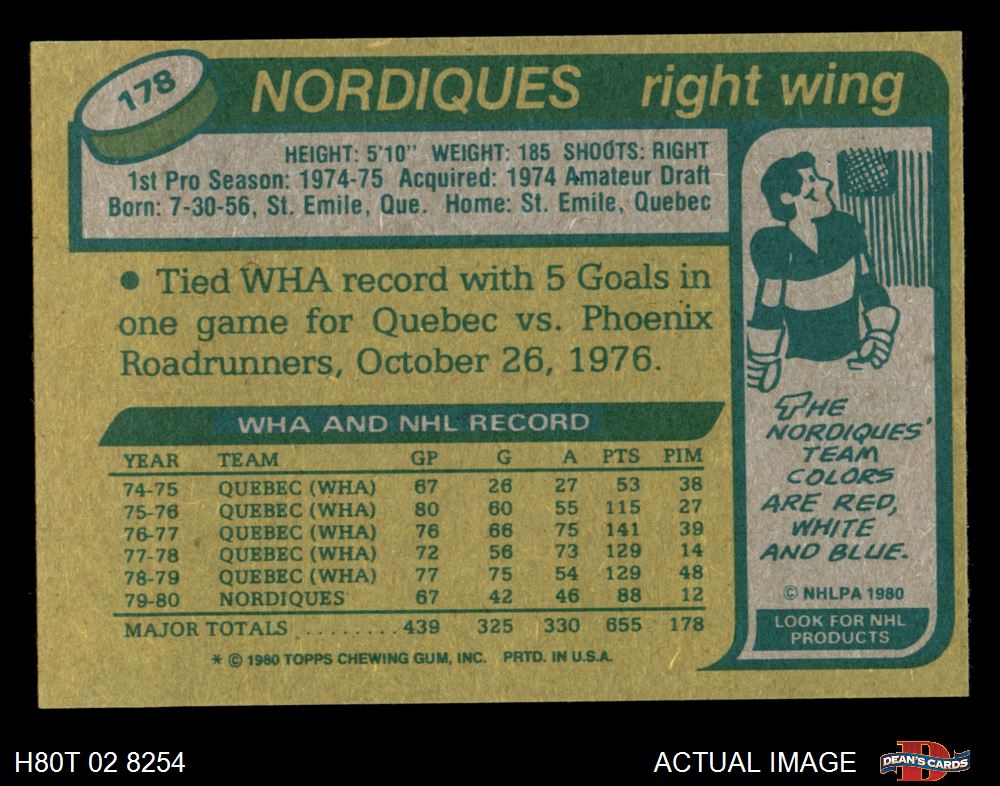 178
NORDIQUES right wing
HEIGHT: 5'10" WEIGHT: 185 SHOOTS: RIGHT
1st Pro Season: 1974-75 Acquired: 1974 Amateur Draft
Born: 7-30-56, St. Emile, Que. Home: St. Emile, Quebec
• Tied WHA record with 5 Goals in
one game for Quebec vs. Phoenix
Roadrunners, October 26, 1976.
WHA AND NHL RECORD
YEAR TEAM GP G A PTS PIM
74-75 QUEBEC (WHA) 67 26 27 53 38
75-76 QUEBEC (WHA) 80 60 55 115 27
76-77 QUEBEC (WHA) 76 66 75 141 39
77-78 QUEBEC (WHA) 72 56 73 129 14
78-79 QUEBEC (WHA) 77 75 54 129 48
79-80 NORDIQUES 67 42 46 88 12
MAJOR TOTALS ......... 439 325 330 655 178
* © 1980 TOPPS CHEWING GUM, INC. PRTD. IN U.S.A.
THE
NORDIQUES'
TEAM
COLORS
ARE RED,
WHITE
AND BLUE.
© NHLPA 1980
LOOK FOR NHL
PRODUCTS
H80T 02 8254 ACTUAL IMAGE
D
DEAN'S CARDS